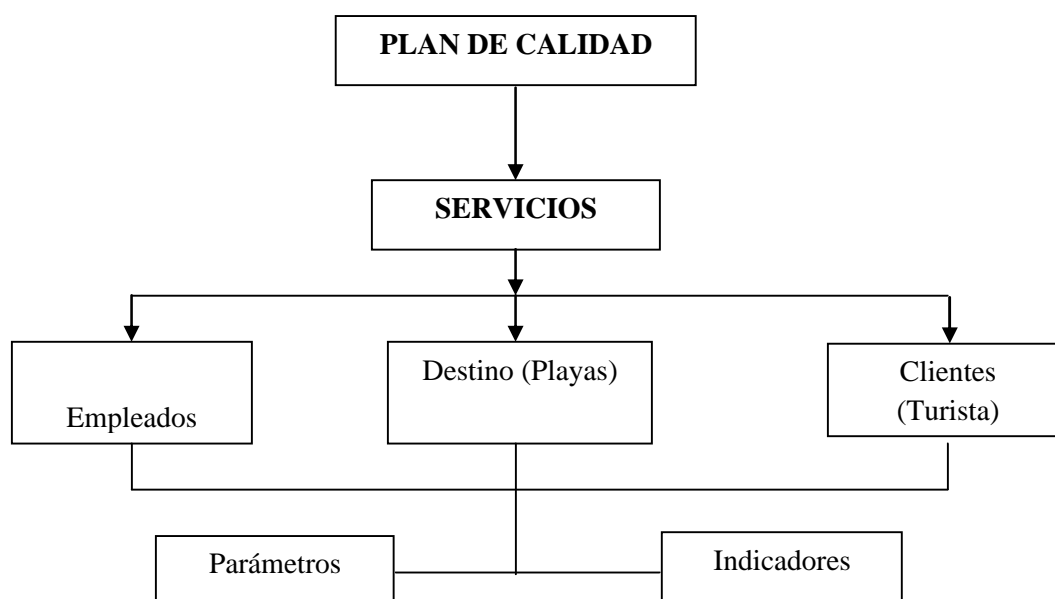 PLAN DE CALIDAD
SERVICIOS
Empleados
Destino (Playas)
Clientes
(Turista)
Parámetros
Indicadores